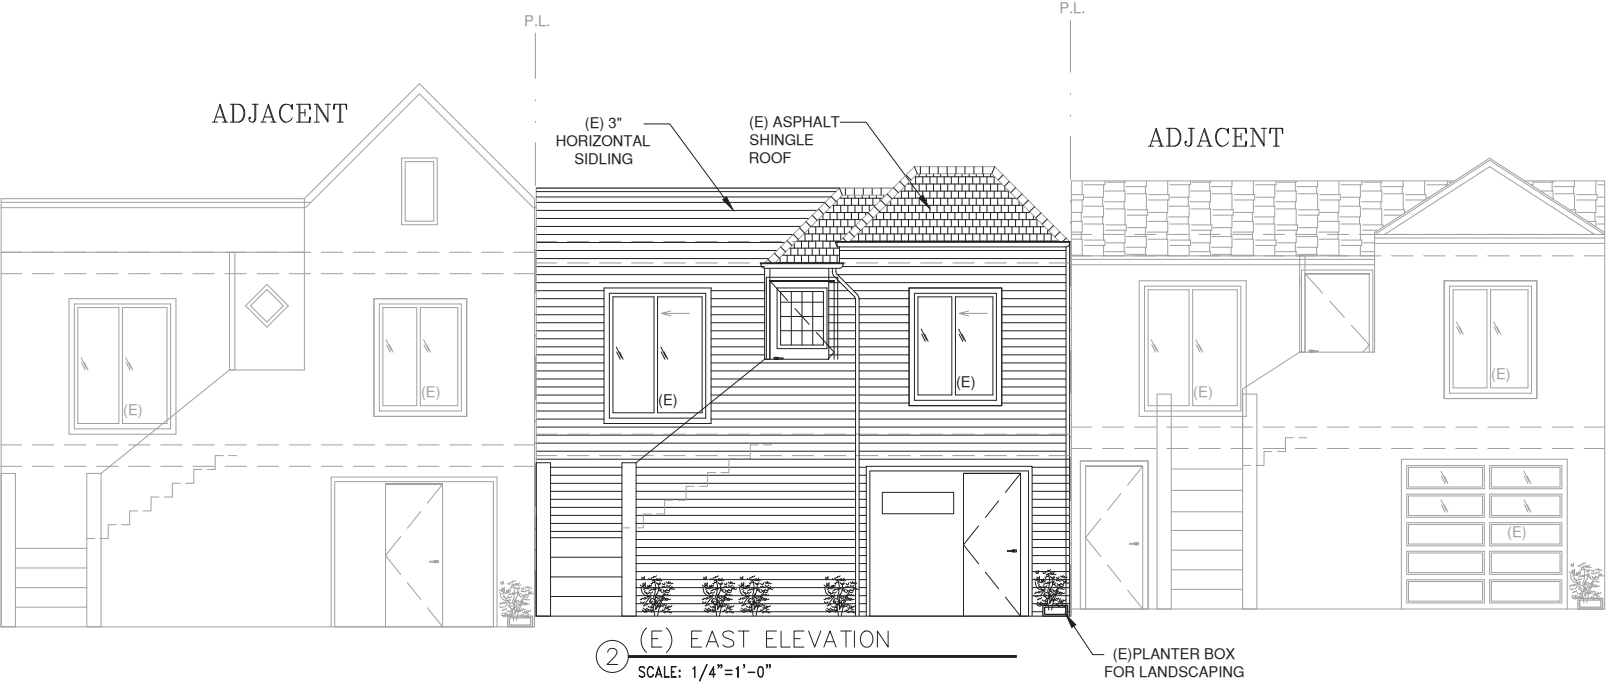 P.L.
P.L.
ADJACENT
(E) 3"
HORIZONTAL
SIDLING
(E) ASPHALT
SHINGLE
ROOF
ADJACENT
(E)
(E)
(E)
(E)
(E)
(E)
(E)
2
(E) EAST ELEVATION
SCALE: 1/4"=1'-0"
(E)PLANTER BOX
FOR LANDSCAPING